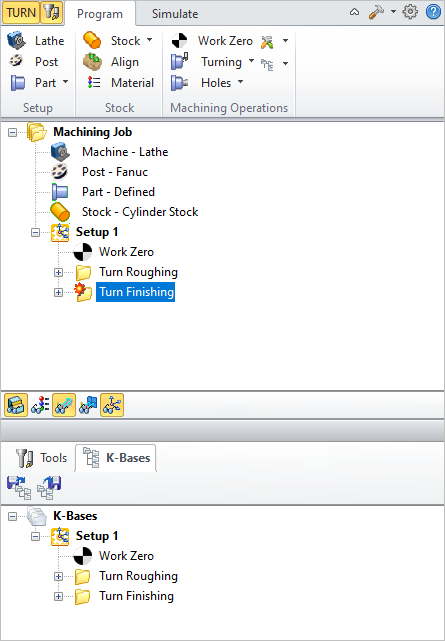 TURN Program Simulate
Lathe Stock Work Zero
Post Align Turning
Part Material Holes
Setup Stock Machining Operations
Machining Job
Machine - Lathe
Post - Fanuc
Part - Defined
Stock - Cylinder Stock
Setup 1
Work Zero
Turn Roughing
Turn Finishing
Tools K-Bases
K-Bases
Setup 1
Work Zero
Turn Roughing
Turn Finishing